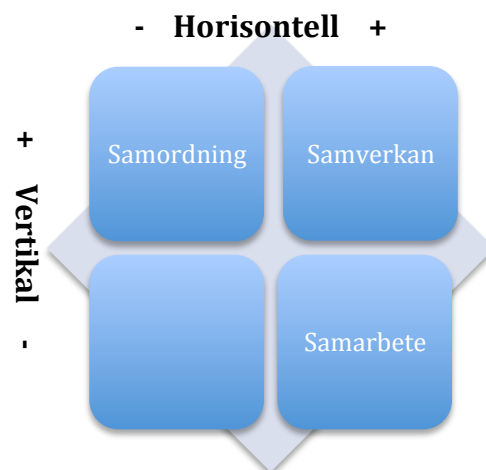 - Horisontell +
Samordning
Samverkan
+ Vertikal -
Samarbete